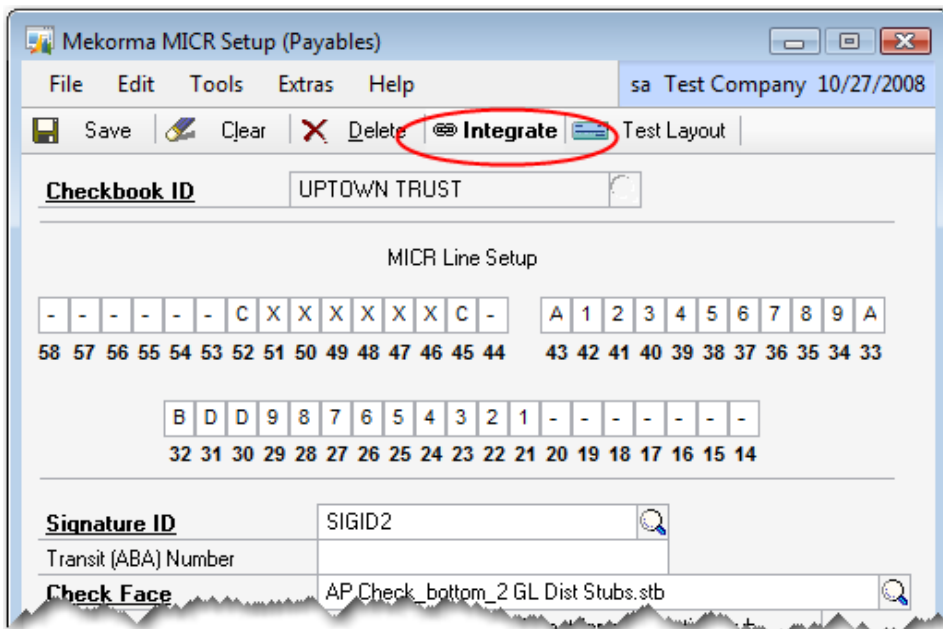 Mekorma MICR Setup (Payables)
File Edit Tools Extras Help sa Test Company 10/27/2008
Save Clear Delete Integrate Test Layout
Checkbook ID UPTOWN TRUST
MICR Line Setup
- - - - - - C X X X X X X C - A 1 2 3 4 5 6 7 8 9 A
58 57 56 55 54 53 52 51 50 49 48 47 46 45 44 43 42 41 40 39 38 37 36 35 34 33
B D D 9 8 7 6 5 4 3 2 1 - - - - - - -
32 31 30 29 28 27 26 25 24 23 22 21 20 19 18 17 16 15 14
Signature ID SIGID2
Transit (ABA) Number
Check Face AP Check_bottom_2 GL Dist Stubs.stb